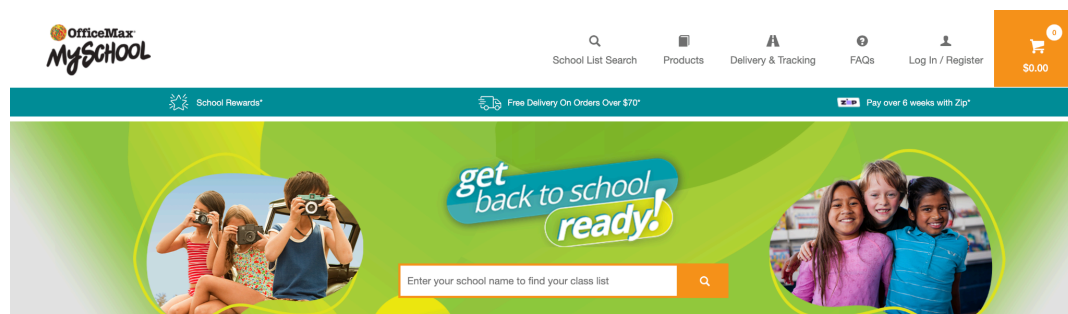 OfficeMax
MySCHOOL
School List Search
Products
Delivery & Tracking
FAQs
Log In / Register
0
$0.00
School Rewards*
Free Delivery On Orders Over $70*
Zip Pay over 6 weeks with Zip*
get
back to school
ready!
Enter your school name to find your class list